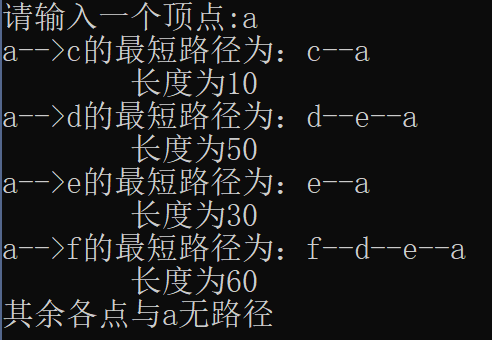 请输入一个顶点:a
a-->c的最短路径为: c--a
长度为10
a-->d的最短路径为: d--e--a
长度为50
a-->e的最短路径为: e--a
长度为30
a-->f的最短路径为: f--d--e--a
长度为60
其余各点与a无路径